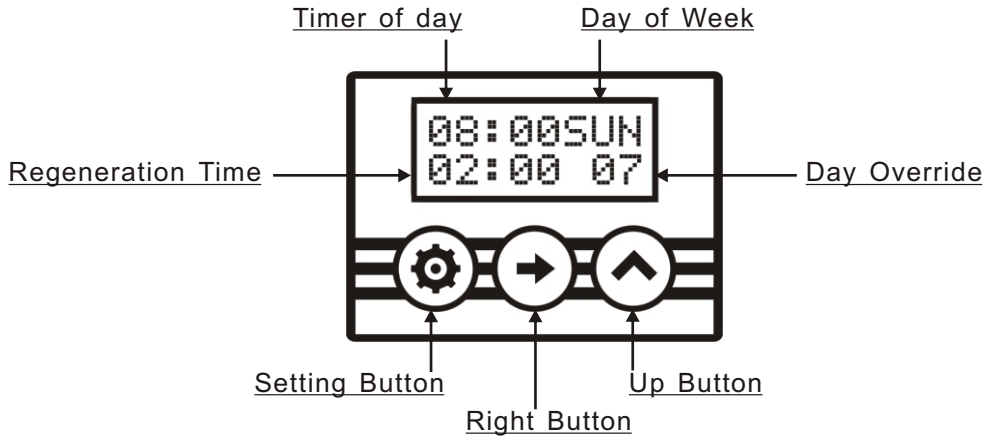 Timer of day
Day of Week
08:00SUN
Regeneration Time
02:00 07
Day Override
Setting Button
Up Button
Right Button